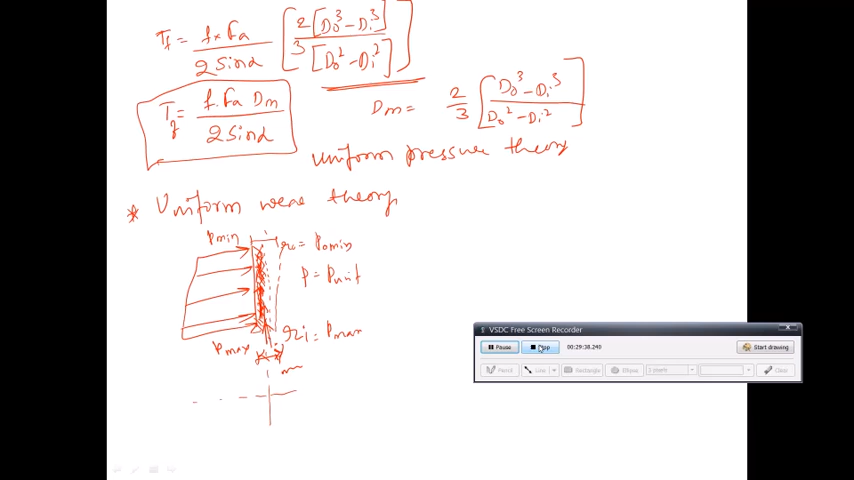 Tf = f × Fa / 2 Sinα [ 2 [Do³ – Di³] / 3 [Do² – Di²] ]
Tf = f. Fa Dm / 2 Sinα
Dm = 2/3 [ Do³ – Di³ / Do² – Di² ]
Uniform pressure theory
* Uniform wear theory
Pmin
ro = Pomin
P = Punit
ri = Pmax
Pmax
VSDC Free Screen Recorder
Pause
Stop
00:29:38.240
Start drawing
Pencil
Line
Rectangle
Ellipse
Clear